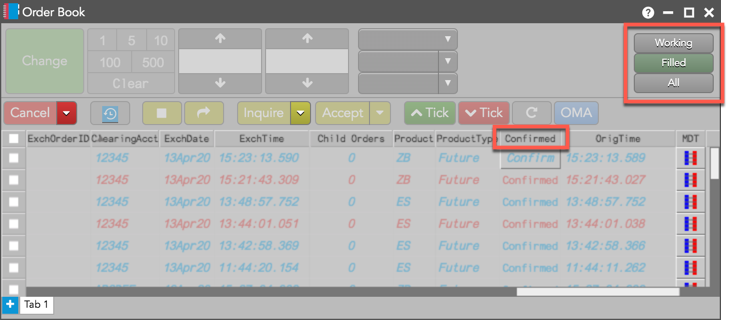 Order Book
Change
1 5 10
100 500
Clear
Working
Filled
All
Cancel Inquire Accept Tick Tick OMA
ExchOrderID ClearingAcct ExchDate ExchTime Child Orders Product ProductType Confirmed OrigTime MDT
12345 13Apr20 15:23:13.590 0 ZB Future Confirm 15:23:13.589
12345 13Apr20 15:21:43.309 0 ZB Future Confirmed 15:21:43.027
12345 13Apr20 13:48:57.752 0 ES Future Confirmed 13:48:57.752
12345 13Apr20 13:44:01.051 0 ES Future Confirmed 13:44:01.038
12345 13Apr20 13:42:58.369 0 ES Future Confirmed 13:42:58.366
12345 13Apr20 11:44:20.154 0 ES Future Confirmed 11:44:11.262
Tab 1